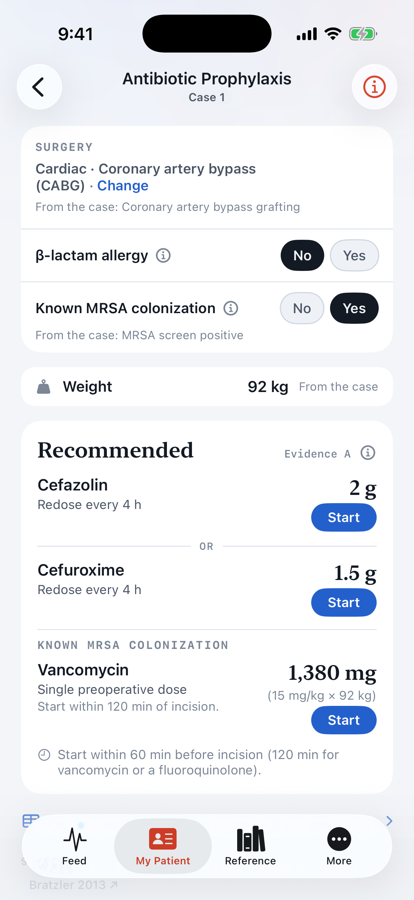 9:41
Antibiotic Prophylaxis
Case 1
SURGERY
Cardiac · Coronary artery bypass
(CABG) · Change
From the case: Coronary artery bypass grafting
β-lactam allergy No Yes
Known MRSA colonization No Yes
From the case: MRSA screen positive
Weight 92 kg From the case
Recommended Evidence A
Cefazolin 2 g
Redose every 4 h
Start
OR
Cefuroxime 1.5 g
Redose every 4 h
Start
KNOWN MRSA COLONIZATION
Vancomycin 1,380 mg
Single preoperative dose (15 mg/kg × 92 kg)
Start within 120 min of incision.
Start
Start within 60 min before incision (120 min for
vancomycin or a fluoroquinolone).
Feed My Patient Reference More
Bratzler 2013 ↗